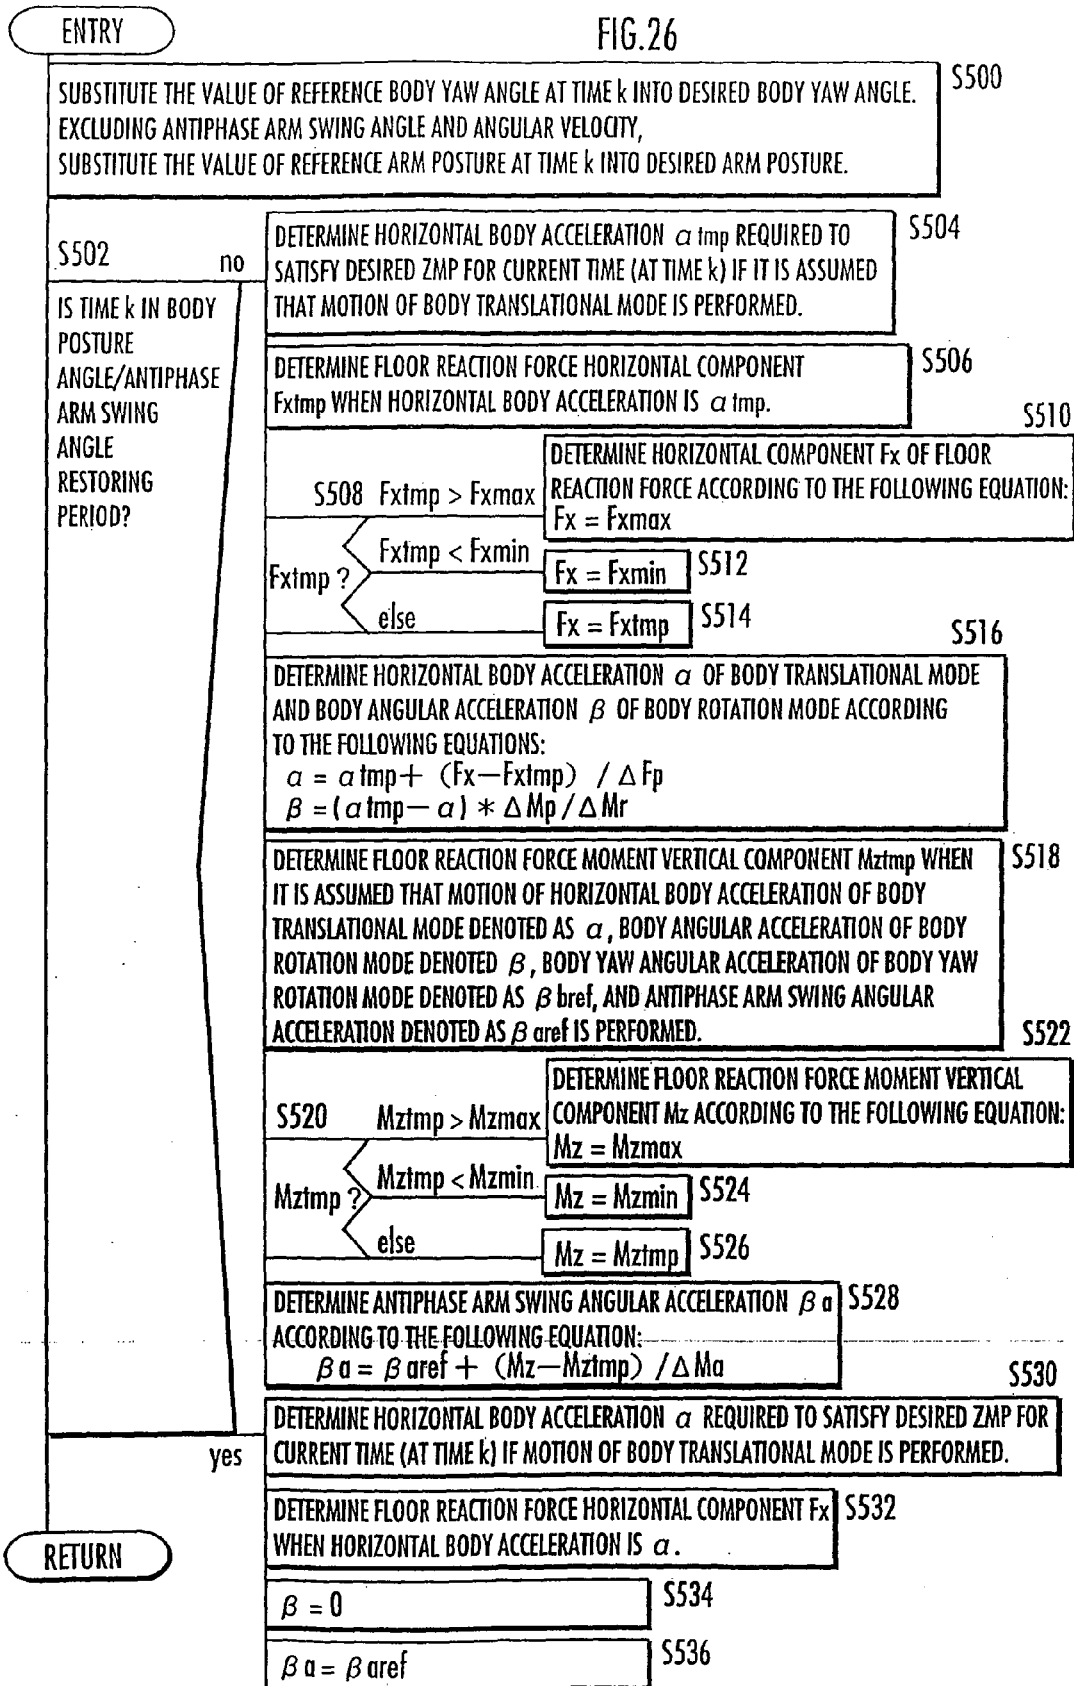 ENTRY
FIG.26
S500
SUBSTITUTE THE VALUE OF REFERENCE BODY YAW ANGLE AT TIME k INTO DESIRED BODY YAW ANGLE.
EXCLUDING ANTIPHASE ARM SWING ANGLE AND ANGULAR VELOCITY,
SUBSTITUTE THE VALUE OF REFERENCE ARM POSTURE AT TIME k INTO DESIRED ARM POSTURE.
S502
no
IS TIME k IN BODY
POSTURE
ANGLE/ANTIPHASE
ARM SWING
ANGLE
RESTORING
PERIOD?
S504
DETERMINE HORIZONTAL BODY ACCELERATION α tmp REQUIRED TO
SATISFY DESIRED ZMP FOR CURRENT TIME (AT TIME k) IF IT IS ASSUMED
THAT MOTION OF BODY TRANSLATIONAL MODE IS PERFORMED.
S506
DETERMINE FLOOR REACTION FORCE HORIZONTAL COMPONENT
Fxtmp WHEN HORIZONTAL BODY ACCELERATION IS α tmp.
S510
DETERMINE HORIZONTAL COMPONENT Fx OF FLOOR
REACTION FORCE ACCORDING TO THE FOLLOWING EQUATION:
Fx = Fxmax
S508 Fxtmp > Fxmax
Fxtmp < Fxmin
Fx = Fxmin S512
Fxtmp ?
else
Fx = Fxtmp S514
S516
DETERMINE HORIZONTAL BODY ACCELERATION α OF BODY TRANSLATIONAL MODE
AND BODY ANGULAR ACCELERATION β OF BODY ROTATION MODE ACCORDING
TO THE FOLLOWING EQUATIONS:
α = α tmp + (Fx−Fxtmp) / Δ Fp
β = (α tmp − α) * Δ Mp / Δ Mr
S518
DETERMINE FLOOR REACTION FORCE MOMENT VERTICAL COMPONENT Mztmp WHEN
IT IS ASSUMED THAT MOTION OF HORIZONTAL BODY ACCELERATION OF BODY
TRANSLATIONAL MODE DENOTED AS α, BODY ANGULAR ACCELERATION OF BODY
ROTATION MODE DENOTED β, BODY YAW ANGULAR ACCELERATION OF BODY YAW
ROTATION MODE DENOTED AS β bref, AND ANTIPHASE ARM SWING ANGULAR
ACCELERATION DENOTED AS β aref IS PERFORMED.
S522
DETERMINE FLOOR REACTION FORCE MOMENT VERTICAL
COMPONENT Mz ACCORDING TO THE FOLLOWING EQUATION:
Mz = Mzmax
S520 Mztmp > Mzmax
Mztmp < Mzmin
Mz = Mzmin S524
Mztmp ?
else
Mz = Mztmp S526
DETERMINE ANTIPHASE ARM SWING ANGULAR ACCELERATION β a S528
ACCORDING TO THE FOLLOWING EQUATION:
β a = β aref + (Mz−Mztmp) / Δ Ma
S530
DETERMINE HORIZONTAL BODY ACCELERATION α REQUIRED TO SATISFY DESIRED ZMP FOR
CURRENT TIME (AT TIME k) IF MOTION OF BODY TRANSLATIONAL MODE IS PERFORMED.
yes
DETERMINE FLOOR REACTION FORCE HORIZONTAL COMPONENT Fx S532
WHEN HORIZONTAL BODY ACCELERATION IS α.
RETURN
β = 0 S534
β a = β aref S536